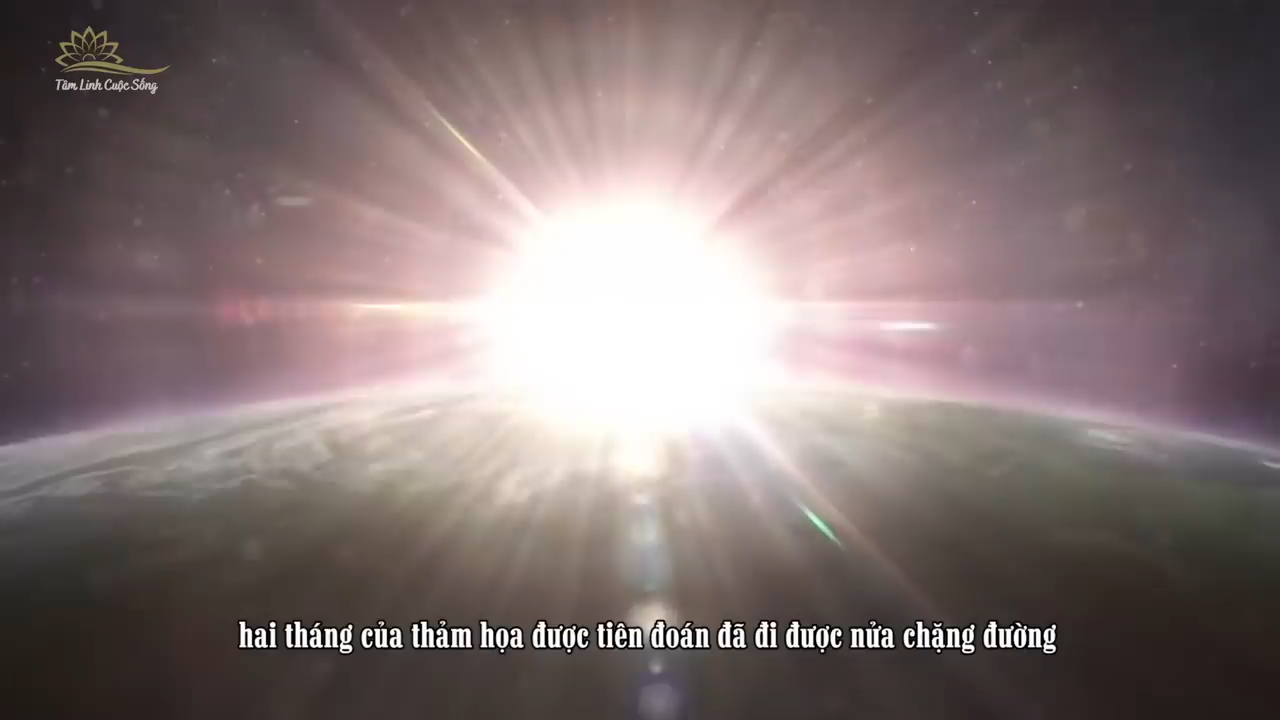 Tâm Linh Cuộc Sống
hai tháng của thảm họa được tiên đoán đã đi được nửa chặng đường